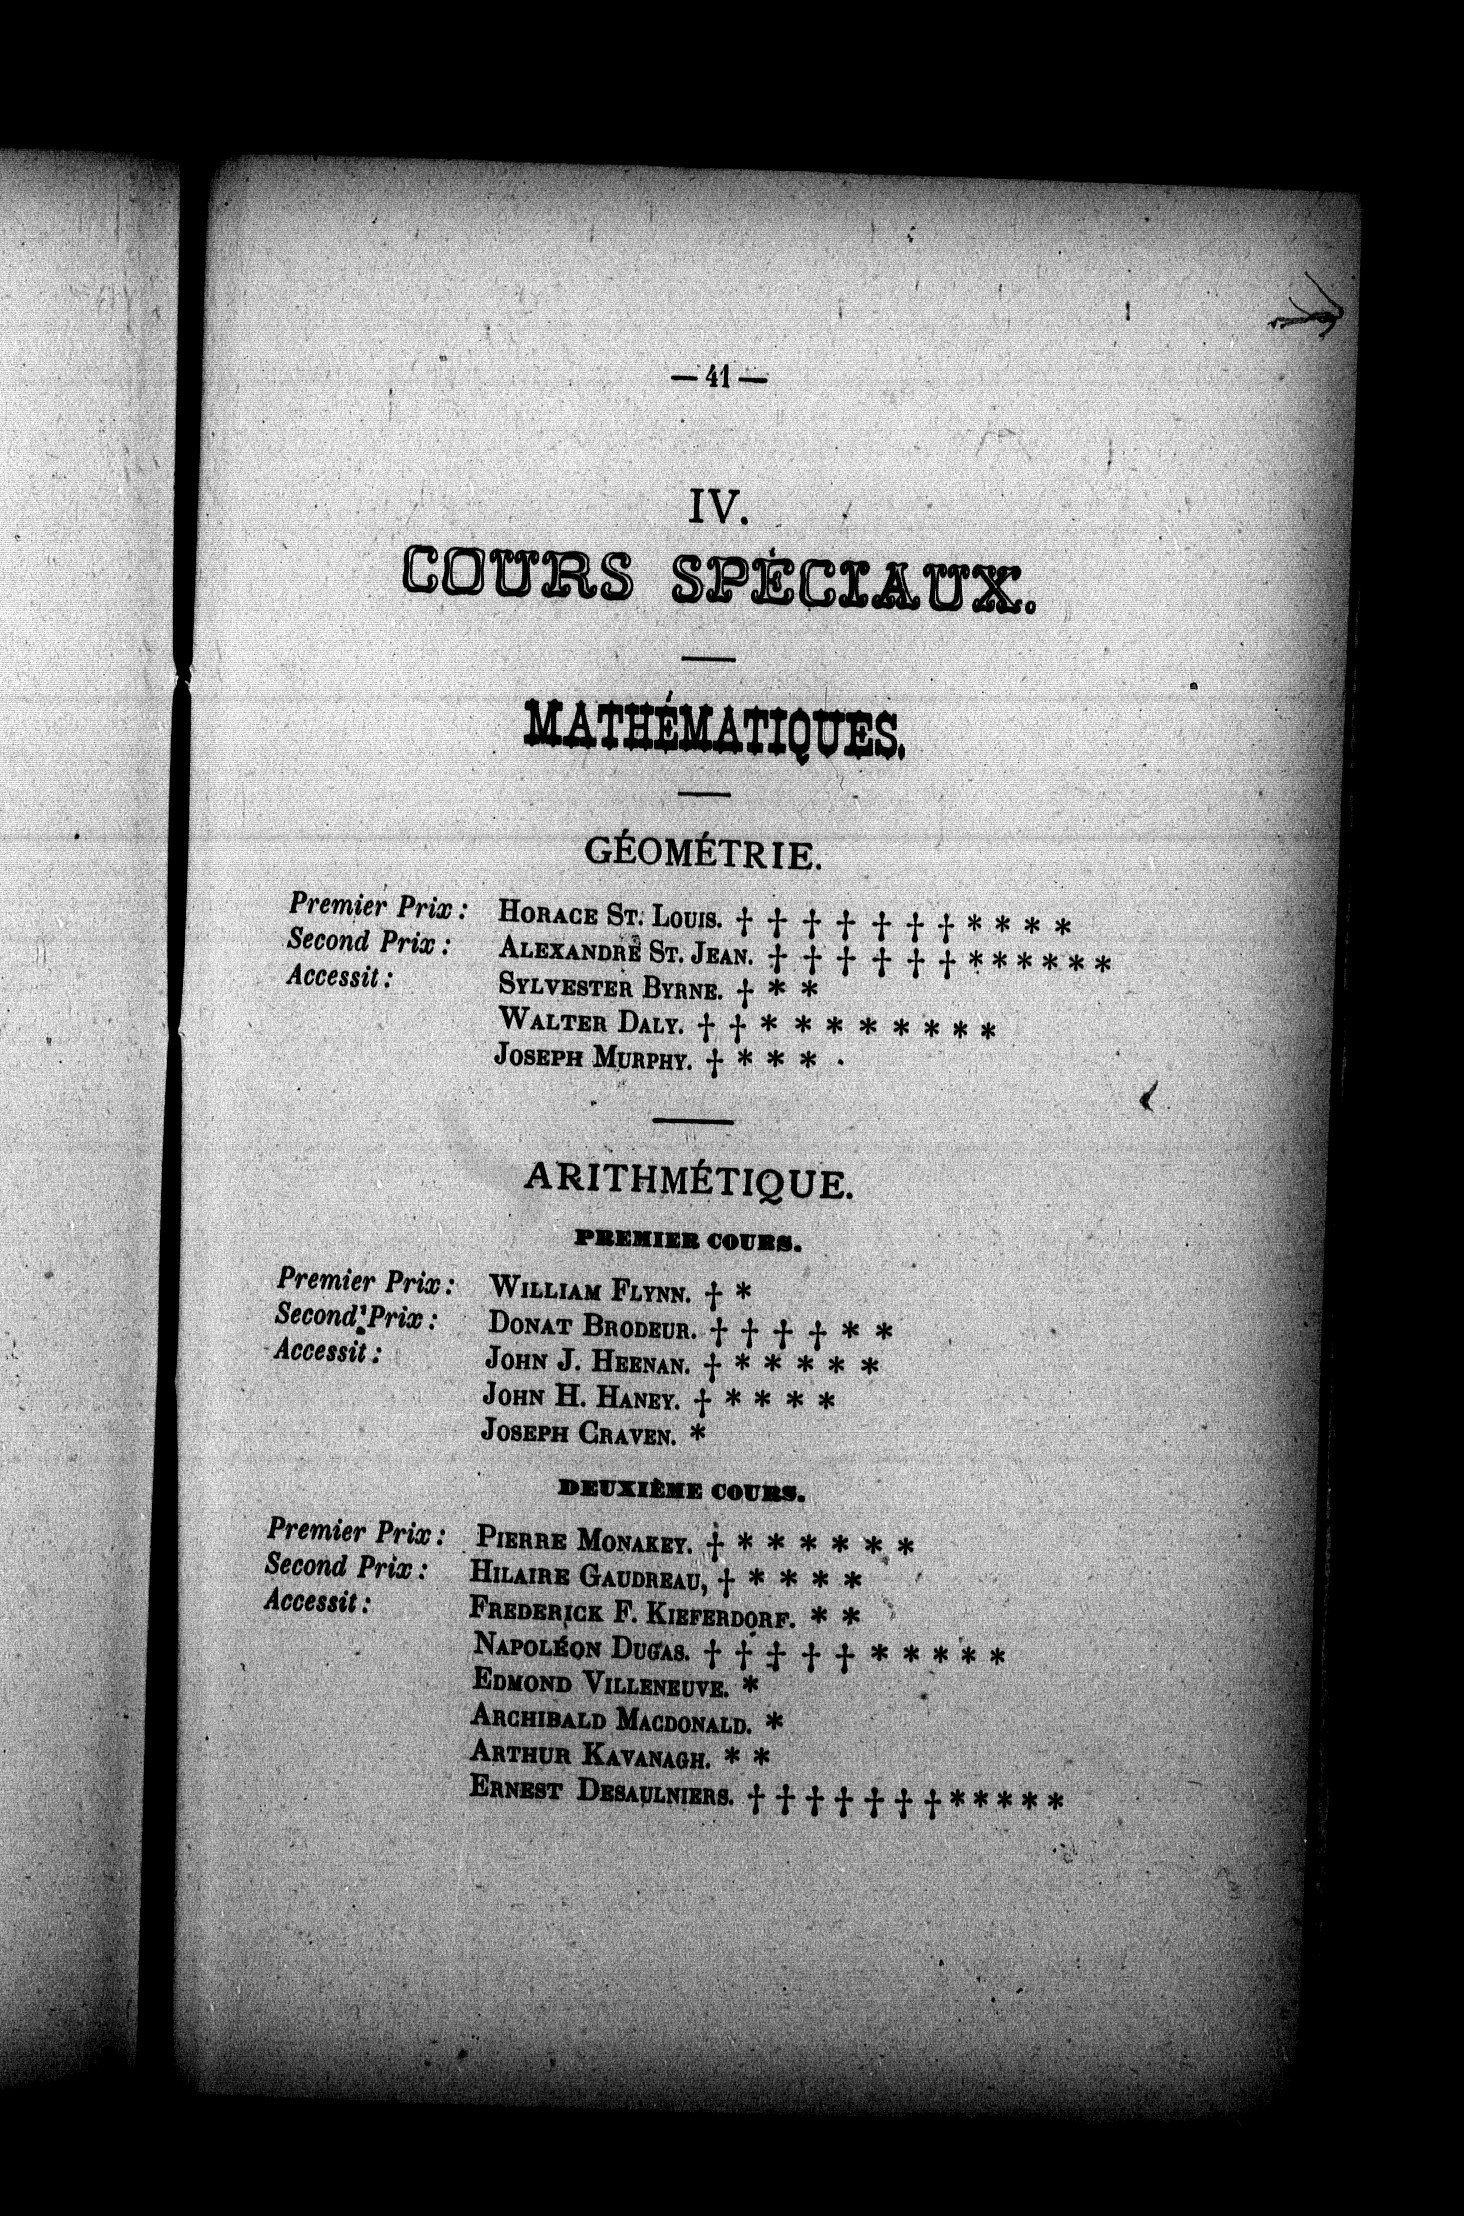 — 41 —
IV.
COURS SPÉCIAUX.
MATHÉMATIQUES.
GÉOMÉTRIE.
Premier Prix : HORACE ST. LOUIS. † † † † † † † * * * *
Second Prix : ALEXANDRE ST. JEAN. † † † † † † * * * * * *
Accessit : SYLVESTER BYRNE. † * *
WALTER DALY. † † * * * * * * * *
JOSEPH MURPHY. † * * *
ARITHMÉTIQUE.
PREMIER COURS.
Premier Prix : WILLIAM FLYNN. † *
Second Prix : DONAT BRODEUR. † † † † * *
Accessit : JOHN J. HEENAN. † * * * * *
JOHN H. HANEY. † * * * *
JOSEPH CRAVEN. *
DEUXIÈME COURS.
Premier Prix : PIERRE MONAKEY. † * * * * * *
Second Prix : HILAIRE GAUDREAU, † * * * *
Accessit : FREDERICK F. KIEFERDORF. * *
NAPOLÉON DUGAS. † † † † † * * * * *
EDMOND VILLENEUVE. *
ARCHIBALD MACDONALD. *
ARTHUR KAVANAGH. * *
ERNEST DESAULNIERS. † † † † † † † * * * * *